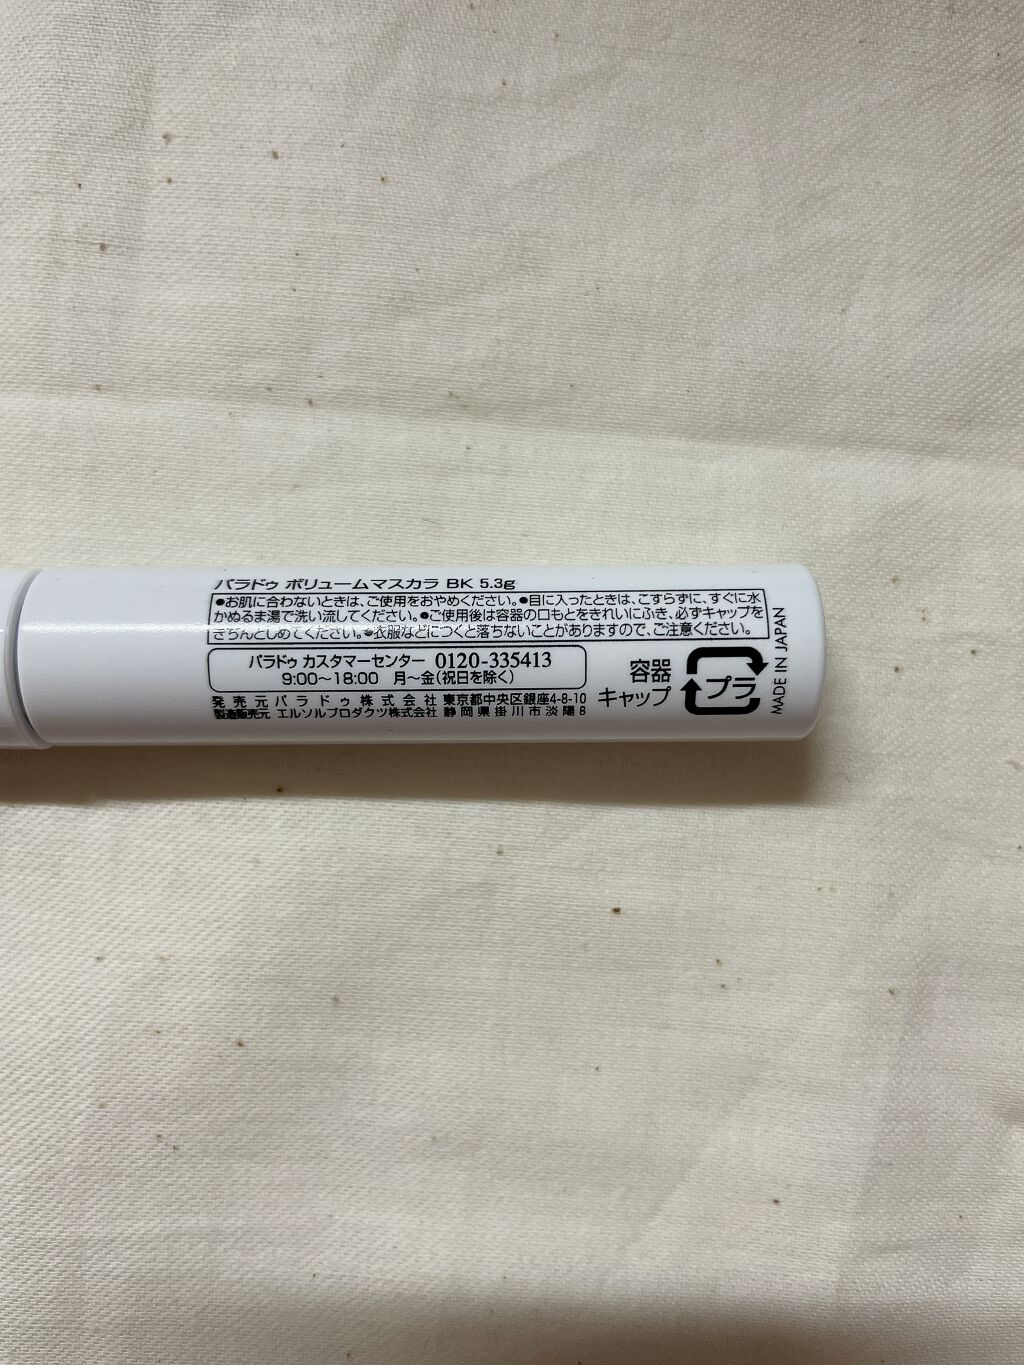 パラドゥ ボリュームマスカラ BK 5.3g
●お肌に合わないときは、ご使用をおやめください。●目に入ったときは、こすらずに、すぐに水
かぬるま湯で洗い流してください。●ご使用後は容器の口もとをきれいにふき、必ずキャップを
きちんとしめてください。●衣服などにつくと落ちないことがありますので、ご注意ください。
パラドゥ カスタマーセンター 0120-335413
9:00〜18:00 月〜金(祝日を除く)
発売元 パラドゥ株式会社 東京都中央区銀座4-8-10
製造販売元 エルソルプロダクツ株式会社 静岡県掛川市淡陽8
容器
キャップ
プラ
MADE IN JAPAN